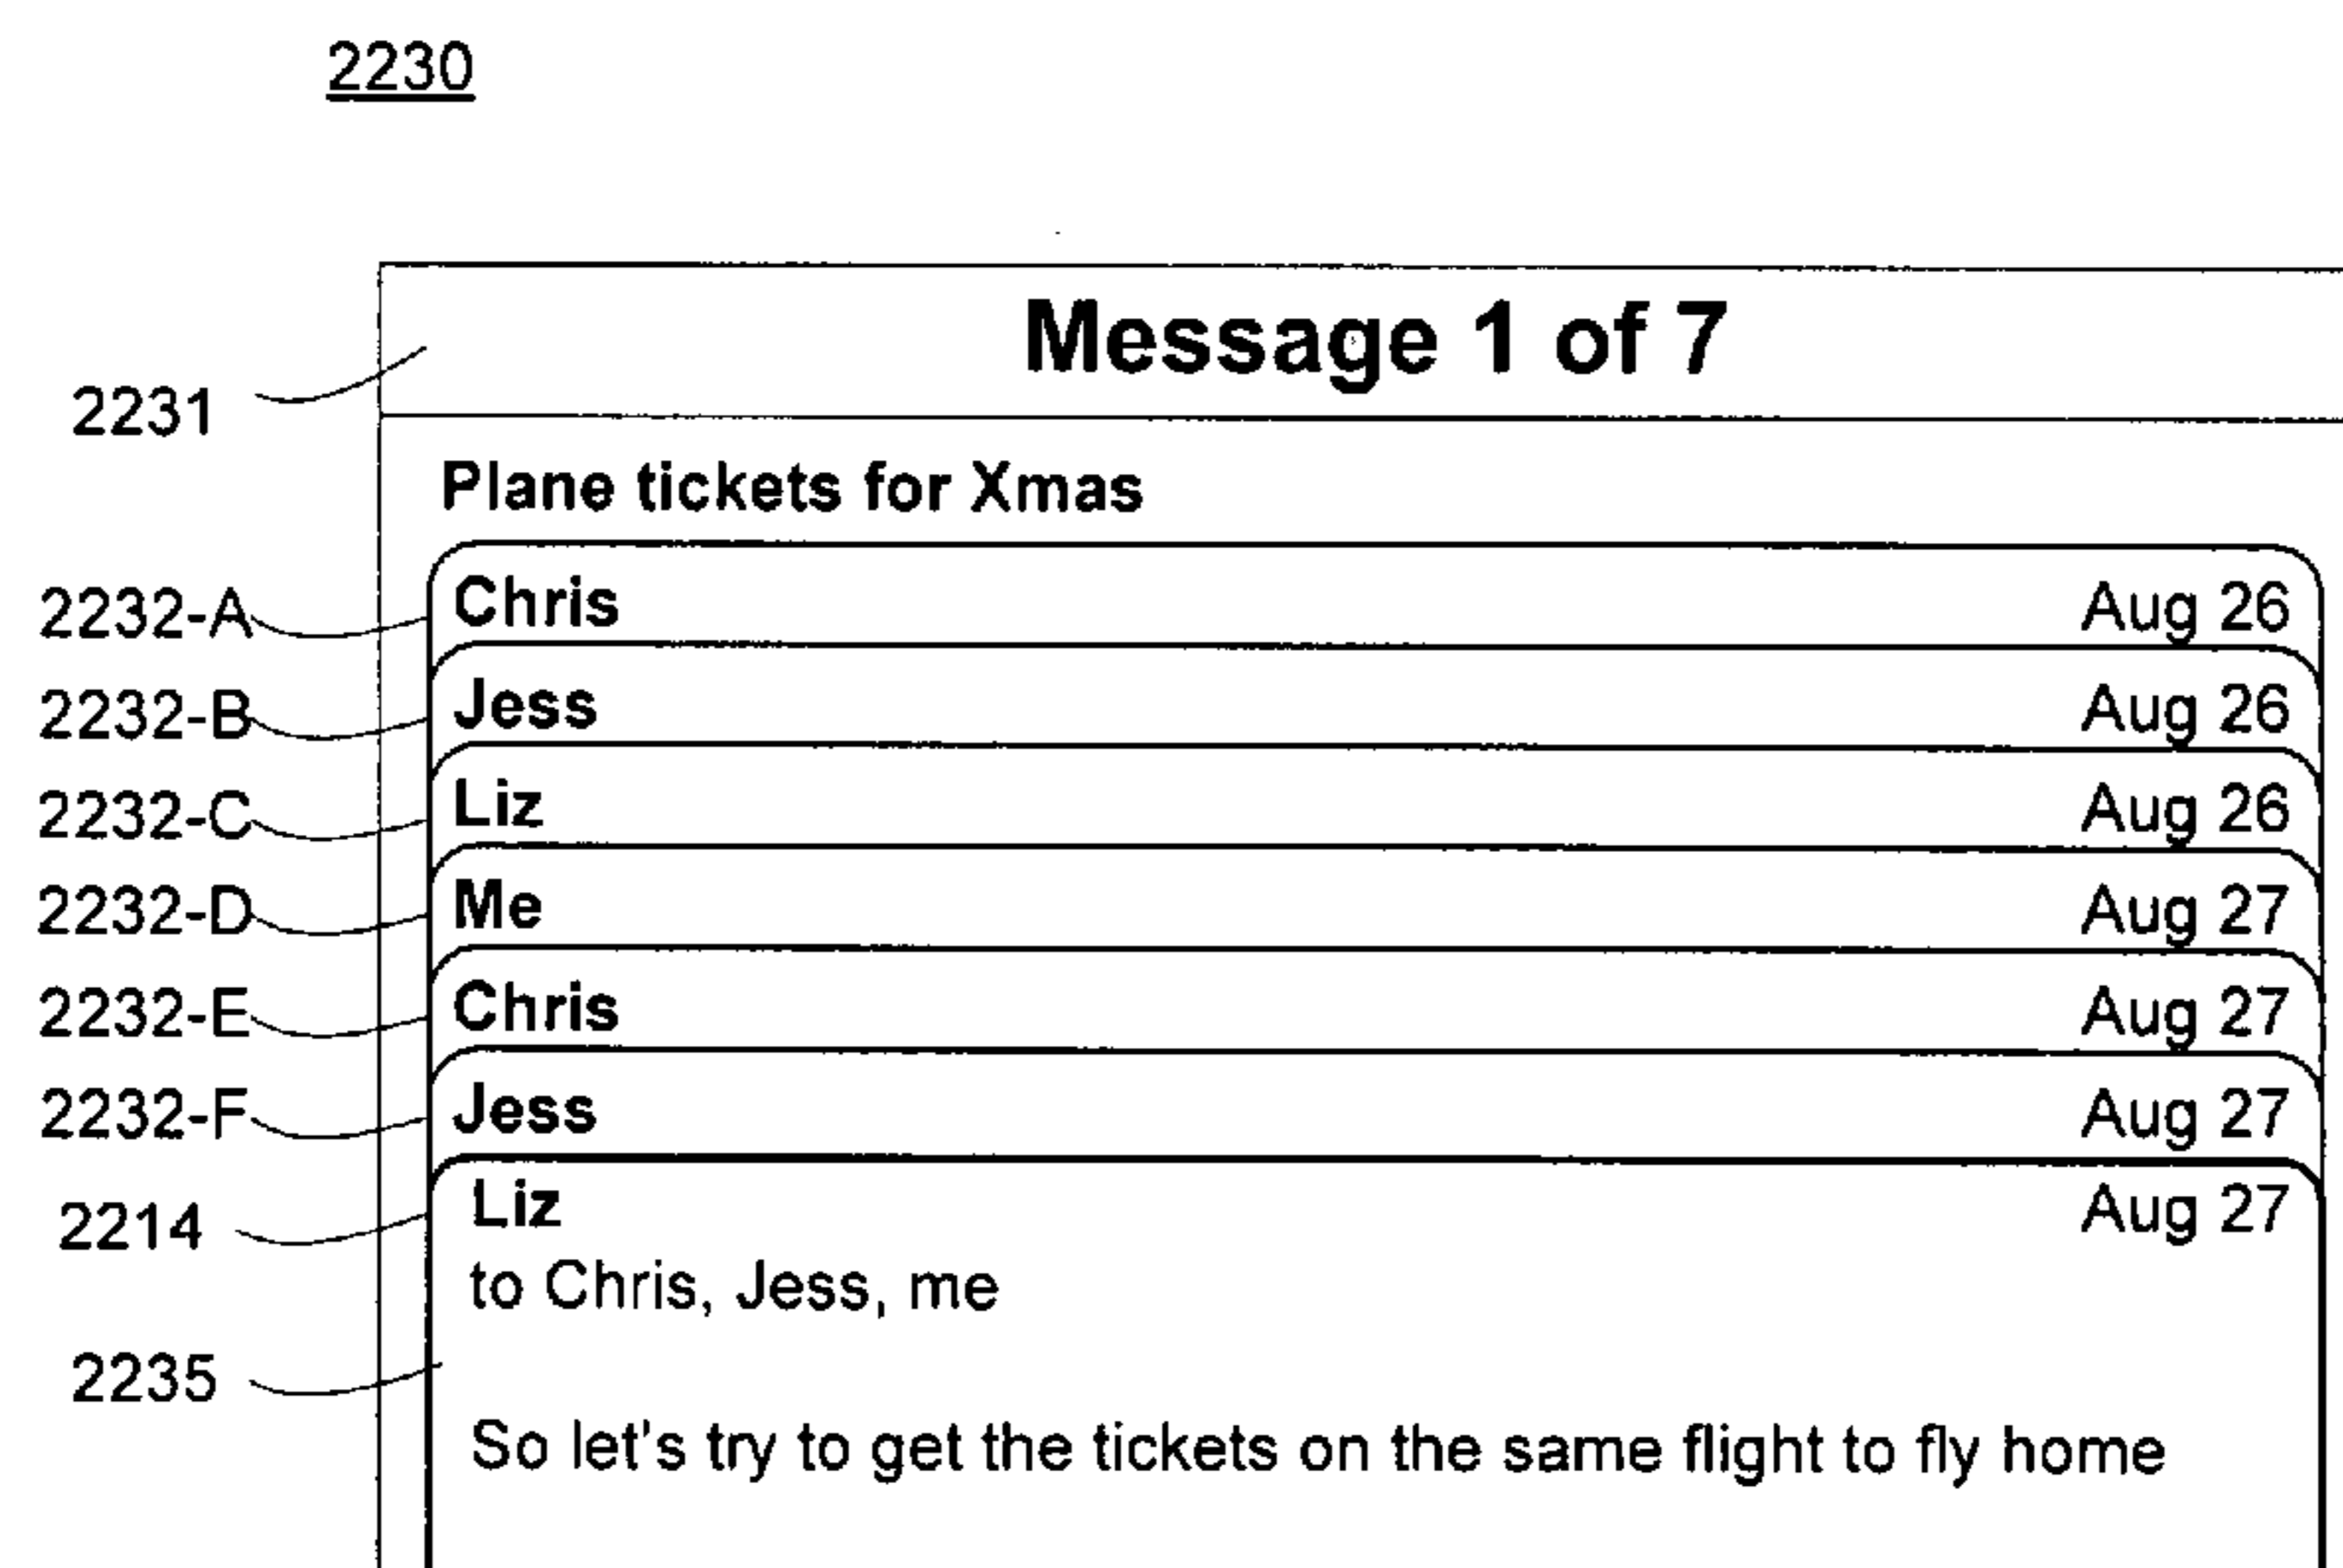 2230
Message 1 of 7
2231
Plane tickets for Xmas
2232-A Chris Aug 26
2232-B Jess Aug 26
2232-C Liz Aug 26
2232-D Me Aug 27
2232-E Chris Aug 27
2232-F Jess Aug 27
2214 Liz Aug 27
to Chris, Jess, me
2235
So let's try to get the tickets on the same flight to fly home